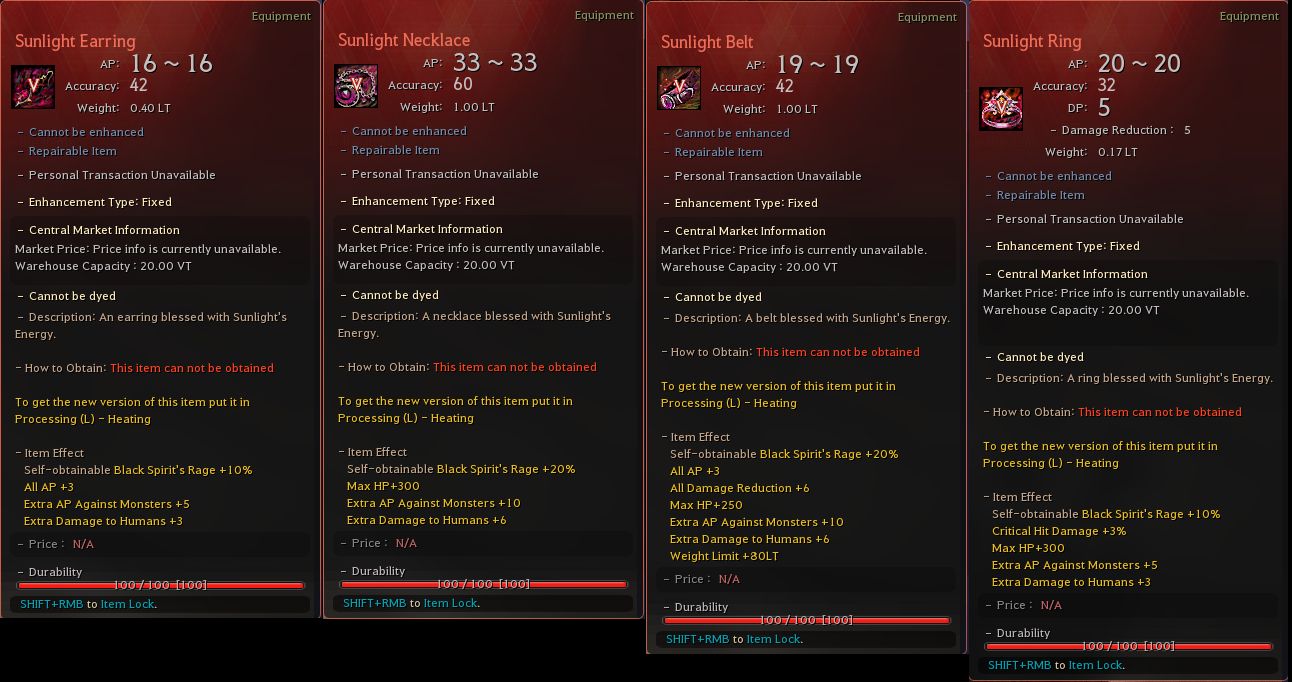 Equipment
Sunlight Earring
AP: 16 ~ 16
Accuracy: 42
Weight: 0.40 LT
V
- Cannot be enhanced
- Repairable Item
- Personal Transaction Unavailable
- Enhancement Type: Fixed
- Central Market Information
Market Price: Price info is currently unavailable.
Warehouse Capacity : 20.00 VT
- Cannot be dyed
- Description: An earring blessed with Sunlight's
Energy.
- How to Obtain: This item can not be obtained
To get the new version of this item put it in
Processing (L) - Heating
- Item Effect
Self-obtainable Black Spirit's Rage +10%
All AP +3
Extra AP Against Monsters +5
Extra Damage to Humans +3
- Price : N/A
- Durability
100 / 100 [100]
SHIFT+RMB to Item Lock.
Equipment
Sunlight Necklace
AP: 33 ~ 33
Accuracy: 60
Weight: 1.00 LT
V
- Cannot be enhanced
- Repairable Item
- Personal Transaction Unavailable
- Enhancement Type: Fixed
- Central Market Information
Market Price: Price info is currently unavailable.
Warehouse Capacity : 20.00 VT
- Cannot be dyed
- Description: A necklace blessed with Sunlight's
Energy.
- How to Obtain: This item can not be obtained
To get the new version of this item put it in
Processing (L) - Heating
- Item Effect
Self-obtainable Black Spirit's Rage +20%
Max HP+300
Extra AP Against Monsters +10
Extra Damage to Humans +6
- Price : N/A
- Durability
100 / 100 [100]
SHIFT+RMB to Item Lock.
Equipment
Sunlight Belt
AP: 19 ~ 19
Accuracy: 42
Weight: 1.00 LT
V
- Cannot be enhanced
- Repairable Item
- Personal Transaction Unavailable
- Enhancement Type: Fixed
- Central Market Information
Market Price: Price info is currently unavailable.
Warehouse Capacity : 20.00 VT
- Cannot be dyed
- Description: A belt blessed with Sunlight's Energy.
- How to Obtain: This item can not be obtained
To get the new version of this item put it in
Processing (L) - Heating
- Item Effect
Self-obtainable Black Spirit's Rage +20%
All AP +3
All Damage Reduction +6
Max HP+250
Extra AP Against Monsters +10
Extra Damage to Humans +6
Weight Limit +80LT
- Price : N/A
- Durability
100 / 100 [100]
SHIFT+RMB to Item Lock.
Equipment
Sunlight Ring
AP: 20 ~ 20
Accuracy: 32
DP: 5
- Damage Reduction : 5
Weight: 0.17 LT
V
- Cannot be enhanced
- Repairable Item
- Personal Transaction Unavailable
- Enhancement Type: Fixed
- Central Market Information
Market Price: Price info is currently unavailable.
Warehouse Capacity : 20.00 VT
- Cannot be dyed
- Description: A ring blessed with Sunlight's Energy.
- How to Obtain: This item can not be obtained
To get the new version of this item put it in
Processing (L) - Heating
- Item Effect
Self-obtainable Black Spirit's Rage +10%
Critical Hit Damage +3%
Max HP+300
Extra AP Against Monsters +5
Extra Damage to Humans +3
- Price : N/A
- Durability
100 / 100 [100]
SHIFT+RMB to Item Lock.